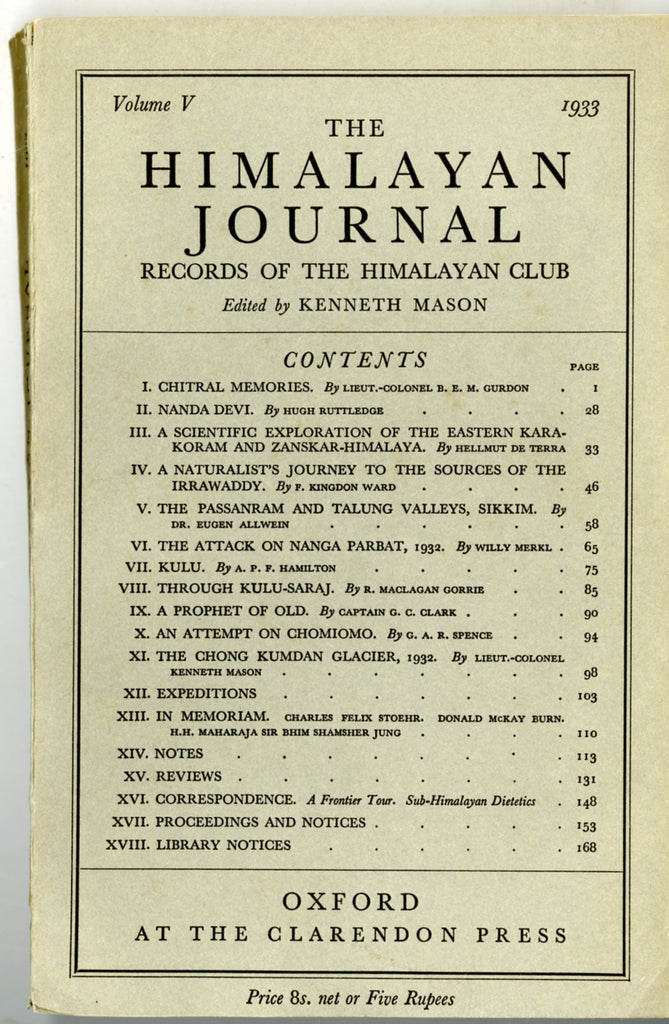 Volume V 1933
THE
HIMALAYAN
JOURNAL
RECORDS OF THE HIMALAYAN CLUB
Edited by KENNETH MASON
CONTENTS
PAGE
I. CHITRAL MEMORIES. By LIEUT.-COLONEL B. E. M. GURDON . 1
II. NANDA DEVI. By HUGH RUTTLEDGE . . . . 28
III. A SCIENTIFIC EXPLORATION OF THE EASTERN KARA-
KORAM AND ZANSKAR-HIMALAYA. By HELLMUT DE TERRA 33
IV. A NATURALIST'S JOURNEY TO THE SOURCES OF THE
IRRAWADDY. By F. KINGDON WARD . . . . 46
V. THE PASSANRAM AND TALUNG VALLEYS, SIKKIM. By
DR. EUGEN ALLWEIN . . . . . . 58
VI. THE ATTACK ON NANGA PARBAT, 1932. By WILLY MERKL . 65
VII. KULU. By A. P. F. HAMILTON . . . . . 75
VIII. THROUGH KULU-SARAJ. By R. MACLAGAN GORRIE . . 85
IX. A PROPHET OF OLD. By CAPTAIN G. C. CLARK . . . 90
X. AN ATTEMPT ON CHOMIOMO. By G. A. R. SPENCE . . 94
XI. THE CHONG KUMDAN GLACIER, 1932. By LIEUT.-COLONEL
KENNETH MASON . . . . . . . 98
XII. EXPEDITIONS . . . . . . . 103
XIII. IN MEMORIAM. CHARLES FELIX STOEHR. DONALD McKAY BURN.
H.H. MAHARAJA SIR BHIM SHAMSHER JUNG . . . . 110
XIV. NOTES . . . . . . . . 113
XV. REVIEWS . . . . . . . . 131
XVI. CORRESPONDENCE. A Frontier Tour. Sub-Himalayan Dietetics . 148
XVII. PROCEEDINGS AND NOTICES . . . . . 153
XVIII. LIBRARY NOTICES . . . . . . 168
OXFORD
AT THE CLARENDON PRESS
Price 8s. net or Five Rupees